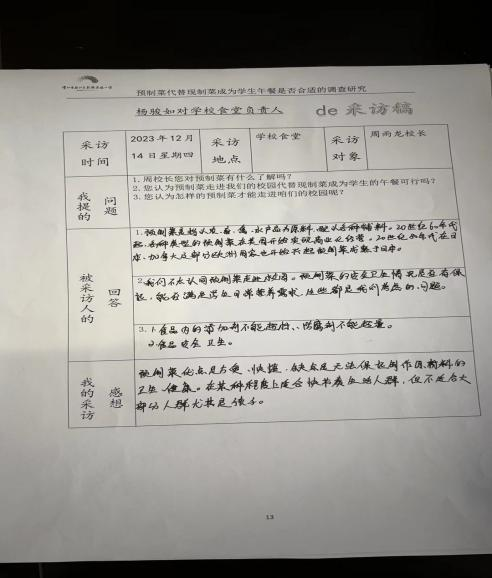 预制菜代替现制菜成为学生午餐是否合适的调查研究
杨骏如对学校食堂负责人 de 采访稿
采访时间
2023年12月14日星期四
采访地点
学校食堂
采访对象
周雨龙校长
我提的问题
1. 周校长您对预制菜有什么了解吗？
2. 您认为预制菜走进我们的校园代替现制菜成为学生的午餐可行吗？
3. 您认为怎样的预制菜才能走进咱们的校园呢？
被采访人的回答
1. 预制菜是指以农、畜、禽、水产品为原料，配以各种辅料。20世纪60年代
起，各种类型的预制菜在美国开始实现商业化经营。20世纪80年代在日
本、加拿大及部分欧洲国家也开始兴起预制菜
2. 我们不太认同预制菜走进校园。预制菜的安全卫生情况是否有保
证，能否满足学生日常营养需求，这些都是我们考虑的问题。
3. 1. 食品内的添加剂不能超标、防腐剂不能超量。
2. 食品安全卫生。
我的采访感想
预制菜优点是方便、快捷，缺点是无法保证制作原材料的
卫生健康。在某种程度上适合快节奏生活人群，但不适合大
部分人群尤其是孩子。
13